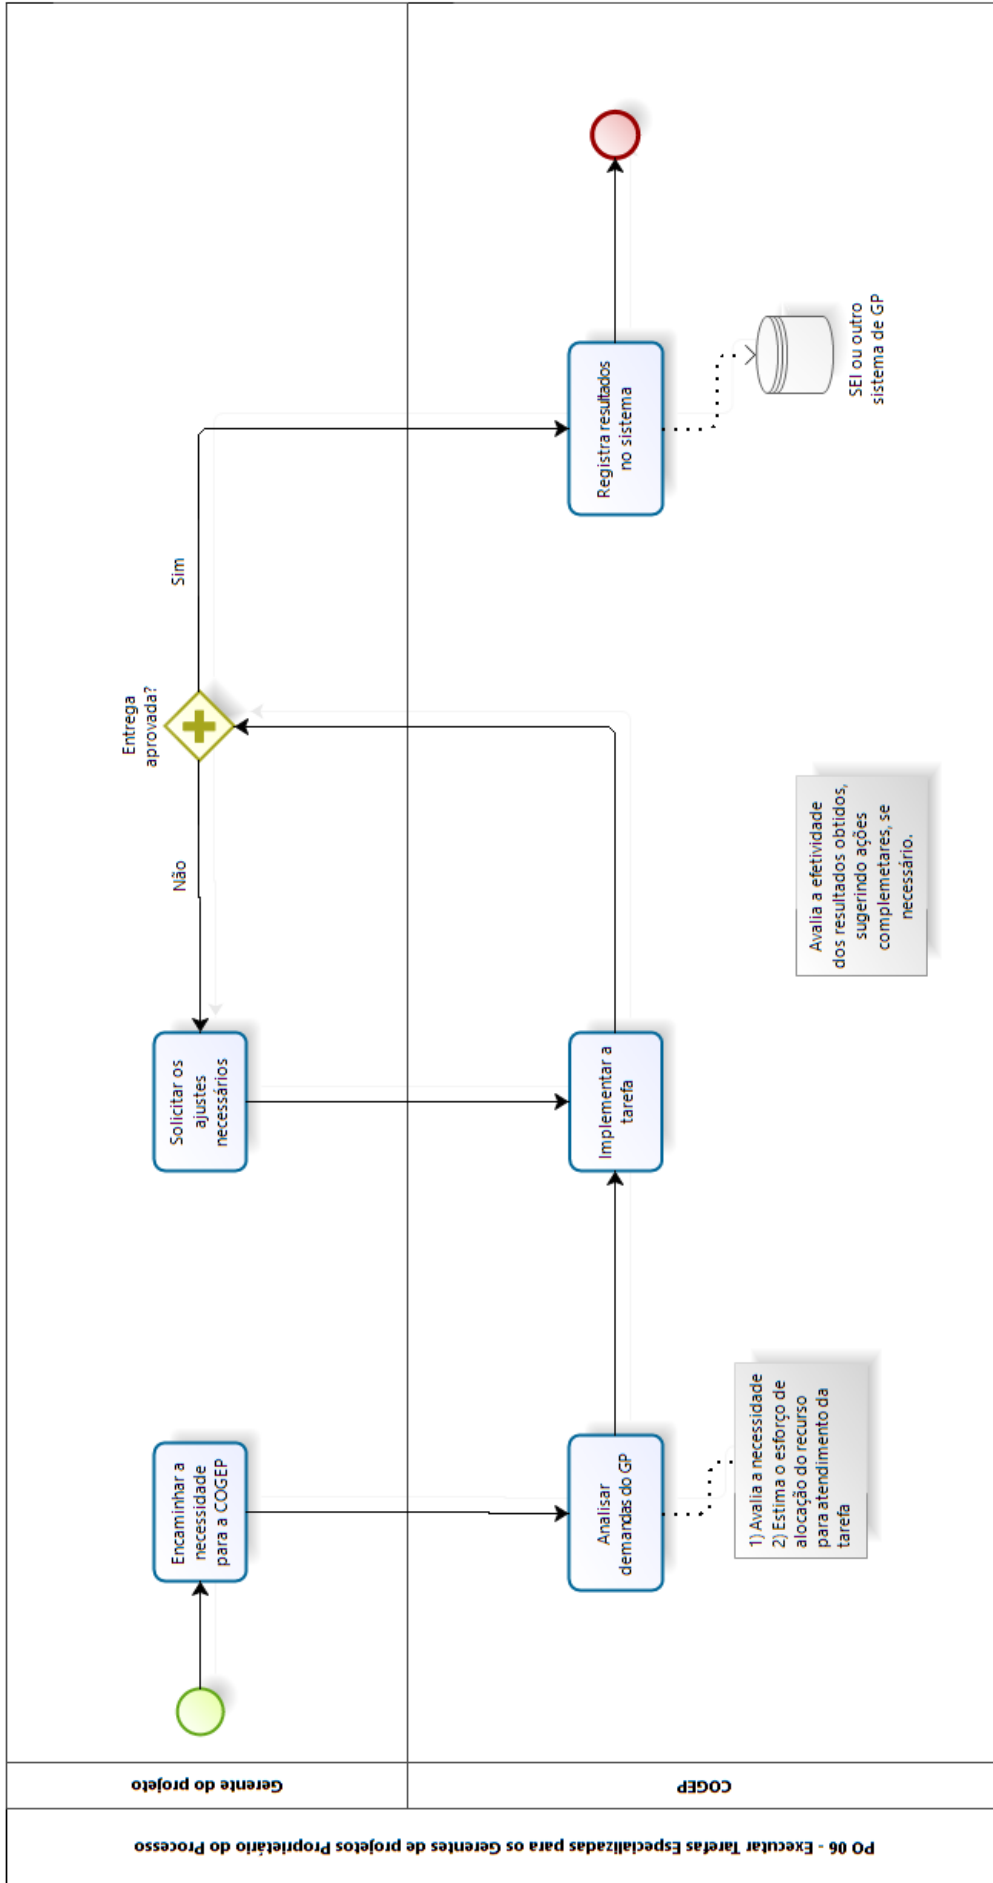 PO 06 - Executar Tarefas Especializadas para os Gerentes de projetos Proprietário do Processo
Gerente do projeto
Encaminhar a
necessidade
para a COGEP
Solicitar os
ajustes
necessários
Não
Entrega
aprovada?
Sim
COGEP
Analisar
demandas do GP
1) Avalia a necessidade
2) Estima o esforço de
alocação do recurso
para atendimento da
tarefa
Implementar a
tarefa
Avalia a efetividade
dos resultados obtidos,
sugerindo ações
complemetares, se
necessário.
Registra resultados
no sistema
SEI ou outro
sistema de GP